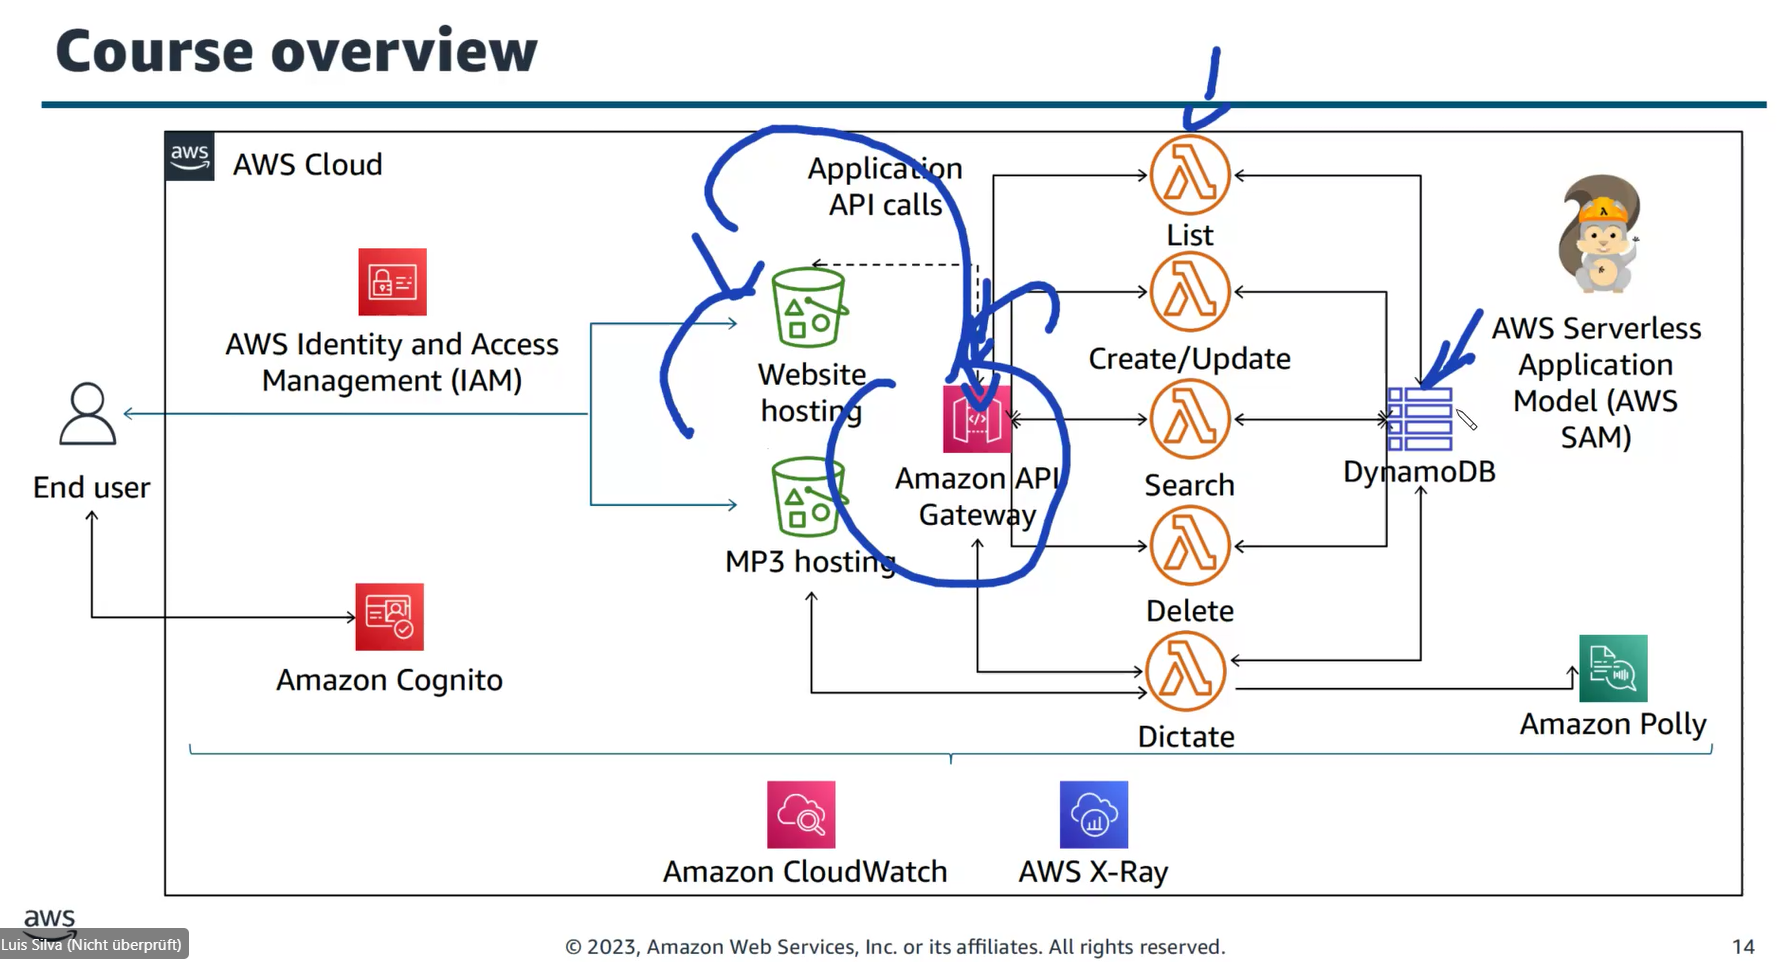 Course overview
aws
AWS Cloud
Application
API calls
List
AWS Identity and Access
Management (IAM)
Website
hosting
Create/Update
AWS Serverless
Application
Model (AWS
SAM)
End user
Amazon API
Gateway
Search
DynamoDB
MP3 hosting
Delete
Amazon Cognito
Dictate
Amazon Polly
Amazon CloudWatch
AWS X-Ray
aws
Luis Silva (Nicht überprüft)
© 2023, Amazon Web Services, Inc. or its affiliates. All rights reserved.
14